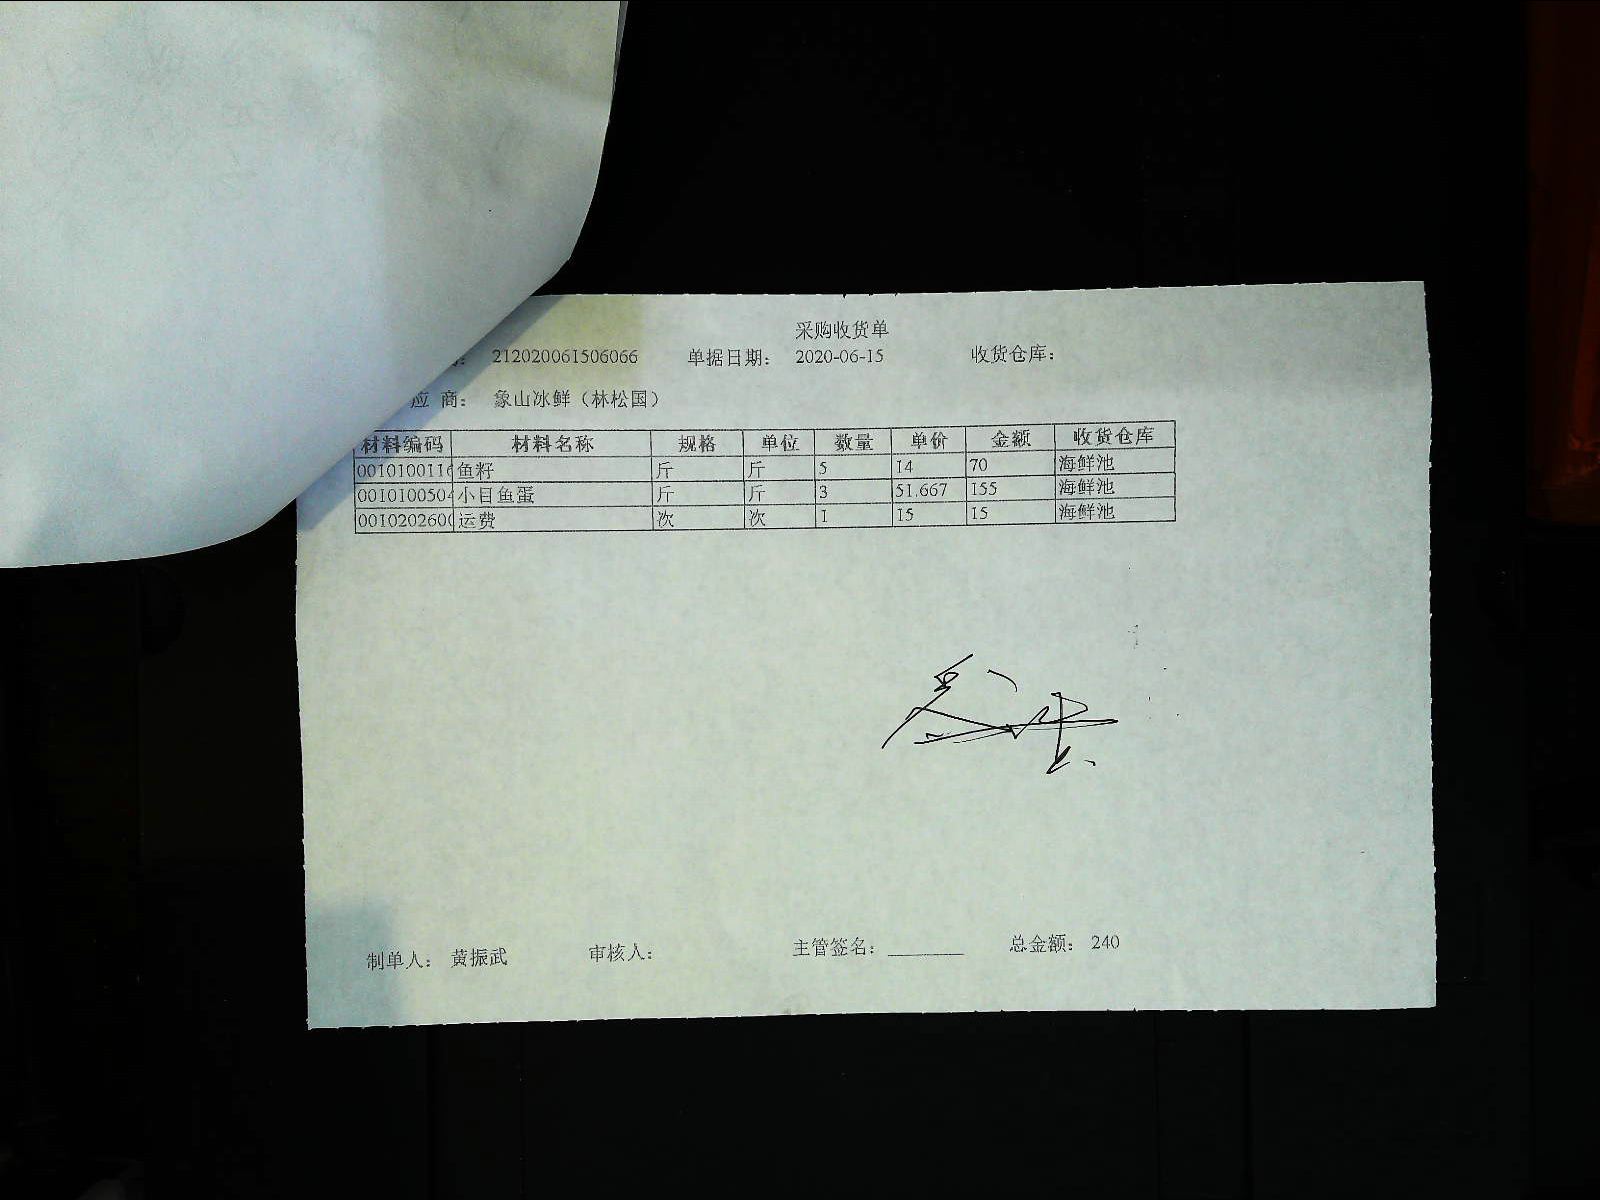 采购收货单
212020061506066 单据日期: 2020-06-15 收货仓库:
应 商: 象山冰鲜（林松国）
材料编码 材料名称 规格 单位 数量 单价 金额 收货仓库
0010100116 鱼籽 斤 斤 5 14 70 海鲜池
0010100504 小目鱼蛋 斤 斤 3 51.667 155 海鲜池
001020260 运费 次 次 1 15 15 海鲜池
制单人: 黄振武 审核人: 主管签名: 总金额: 240